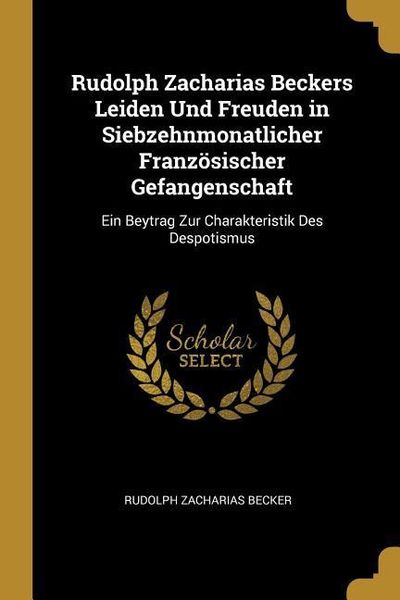 Rudolph Zacharias Beckers
Leiden Und Freuden in
Siebzehnmonatlicher
Französischer
Gefangenschaft
Ein Beytrag Zur Charakteristik Des
Despotismus
Scholar
SELECT
RUDOLPH ZACHARIAS BECKER